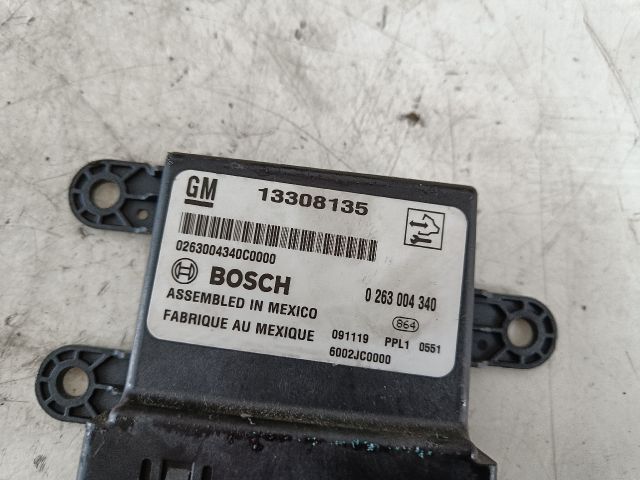 GM 13308135
0263004340C0000
BOSCH 0 263 004 340
ASSEMBLED IN MEXICO
864
FABRIQUE AU MEXIQUE 091119 PPL1 0551
6002JC0000